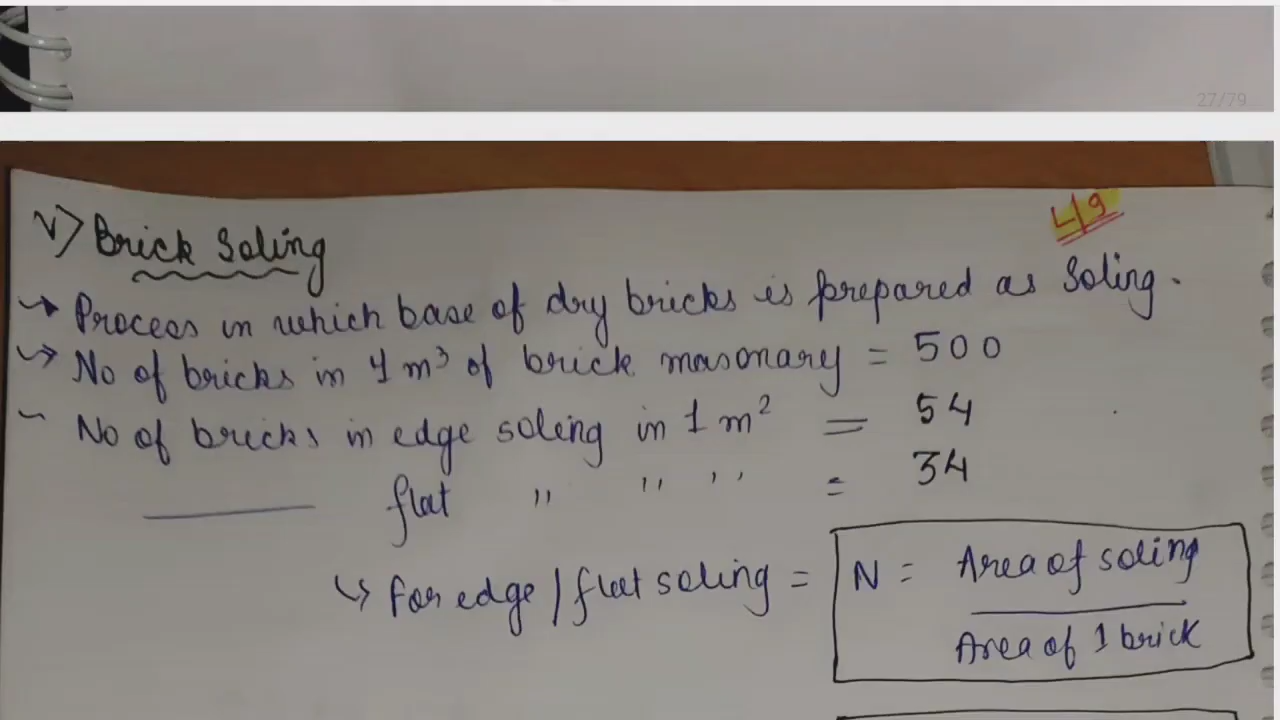 27/79
L/9
V) Brick Soling
→ Process in which base of dry bricks is prepared as Soling.
→ No of bricks in 1 m³ of brick masonary = 500
– No of bricks in edge soling in 1 m² = 54
——— flat " " " = 34
↳ For edge / flat soling = N = Area of soling
Area of 1 brick